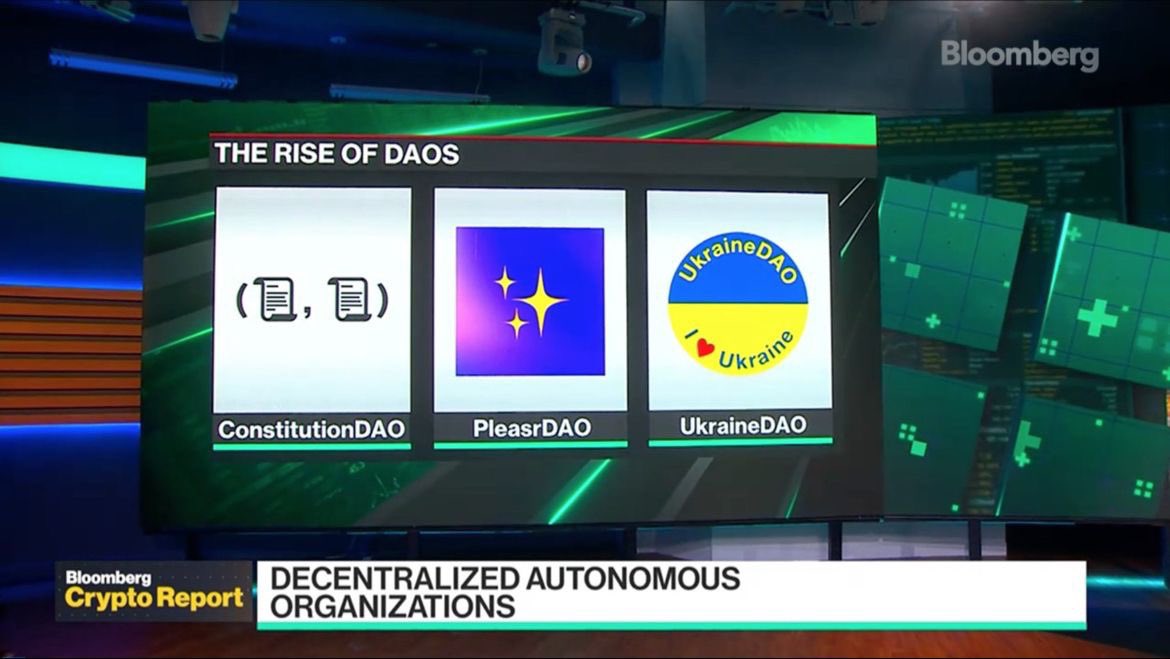 Bloomberg
THE RISE OF DAOS
UkraineDAO
I ❤ Ukraine
ConstitutionDAO
PleasrDAO
UkraineDAO
Bloomberg
Crypto Report
DECENTRALIZED AUTONOMOUS
ORGANIZATIONS